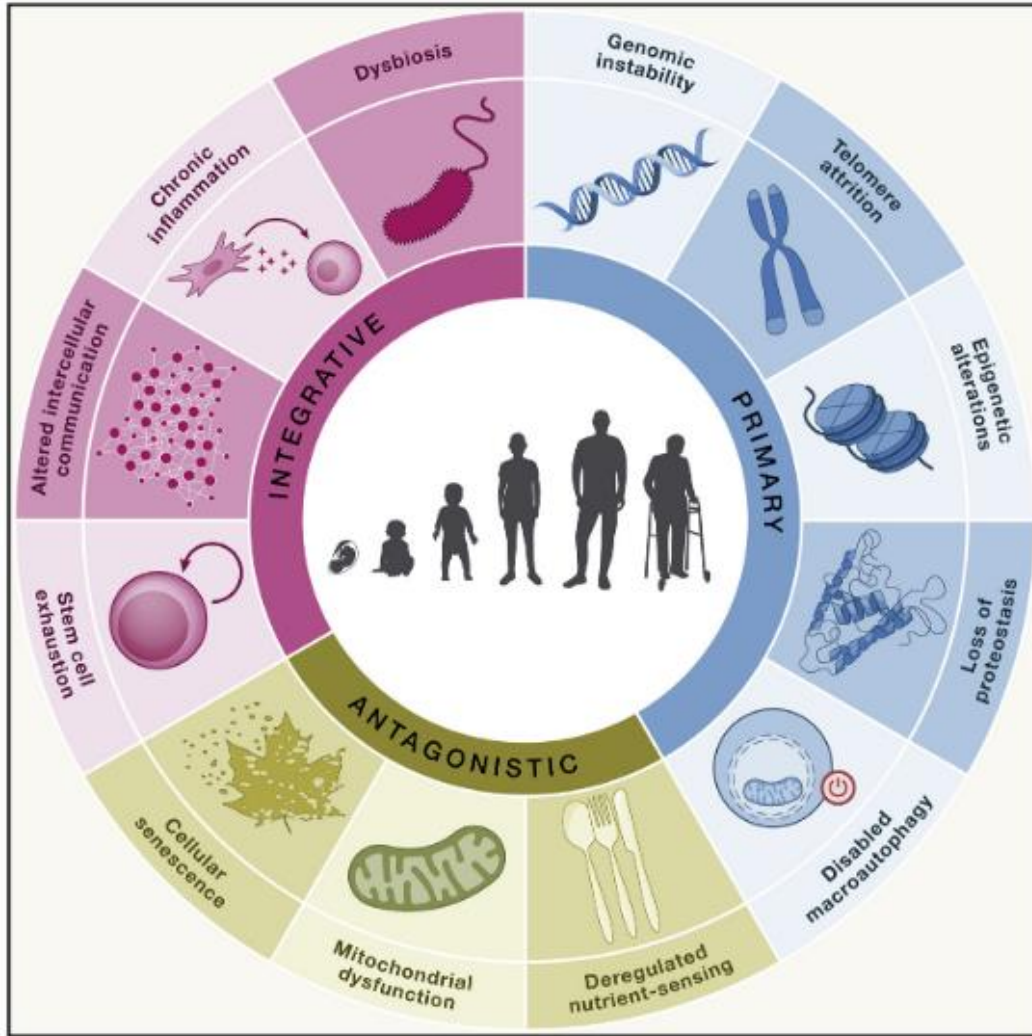 Genomic
instability
Telomere
attrition
Epigenetic
alterations
Loss of
proteostasis
Disabled
macroautophagy
Deregulated
nutrient-sensing
Mitochondrial
dysfunction
Cellular
senescence
Stem cell
exhaustion
Altered intercellular
communication
Chronic
inflammation
Dysbiosis
PRIMARY
ANTAGONISTIC
INTEGRATIVE